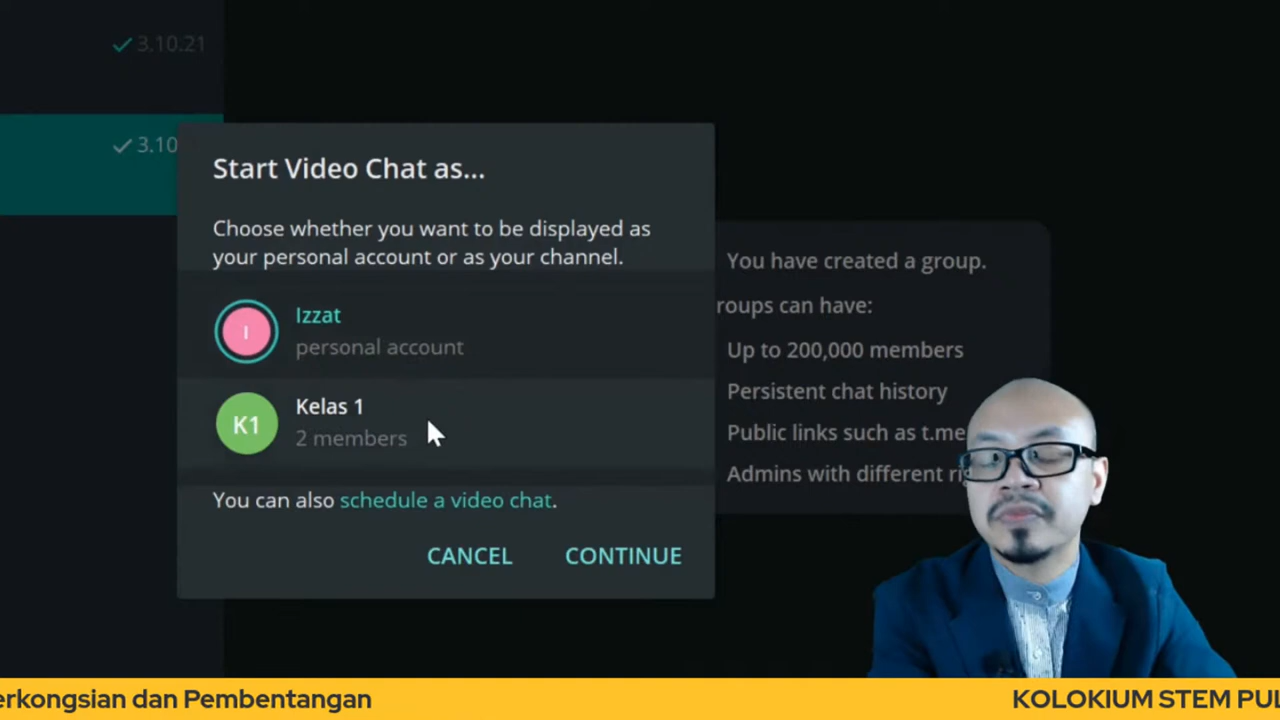 3.10.21
3.10
Start Video Chat as...
Choose whether you want to be displayed as
your personal account or as your channel.
I
Izzat
personal account
K1
Kelas 1
2 members
You can also schedule a video chat.
CANCEL CONTINUE
You have created a group.
roups can have:
Up to 200,000 members
Persistent chat history
Public links such as t.me
Admins with different ri
erkongsian dan Pembentangan
KOLOKIUM STEM PUL